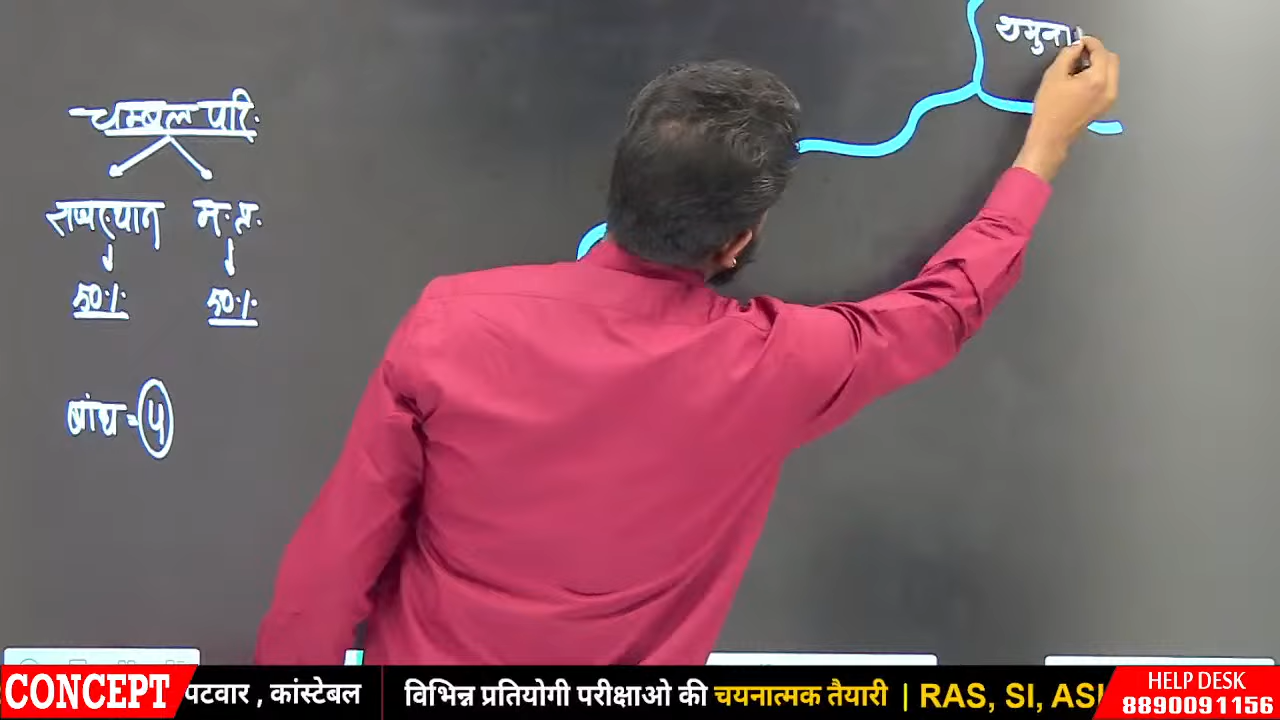 यमुना
चम्बल परि.
राजस्थान म.प्र.
50% 50%
बांध = 4
CONCEPT पटवार , कांस्टेबल विभिन्न प्रतियोगी परीक्षाओ की चयनात्मक तैयारी | RAS, SI, ASI
HELP DESK
8890091156